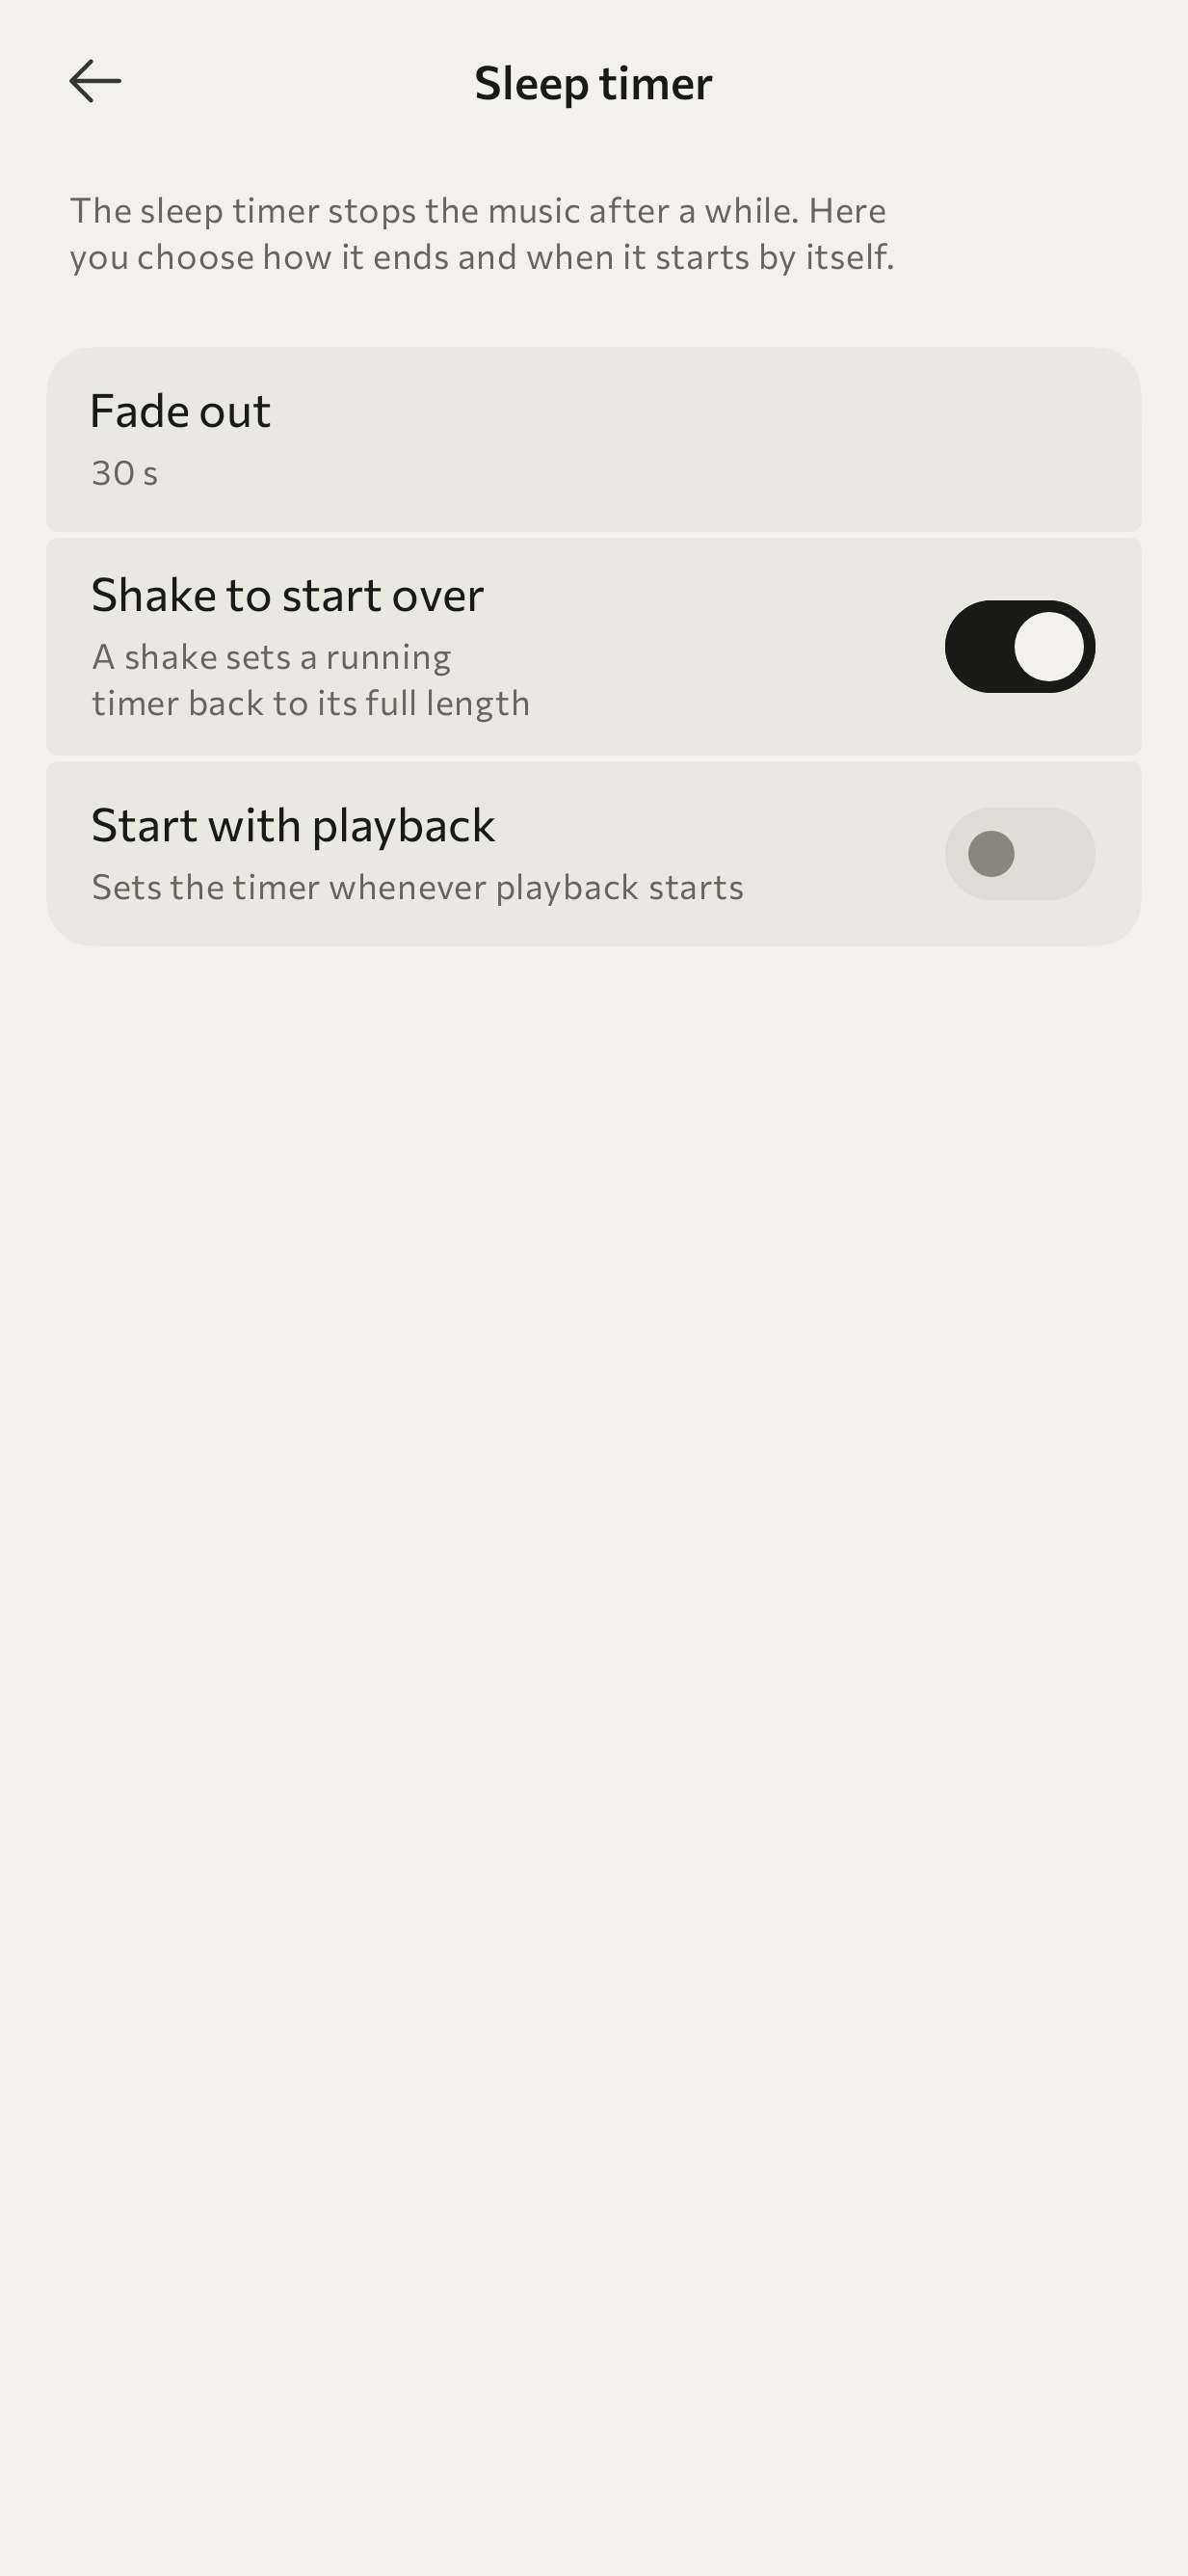 Sleep timer
The sleep timer stops the music after a while. Here
you choose how it ends and when it starts by itself.
Fade out
30 s
Shake to start over
A shake sets a running
timer back to its full length
Start with playback
Sets the timer whenever playback starts